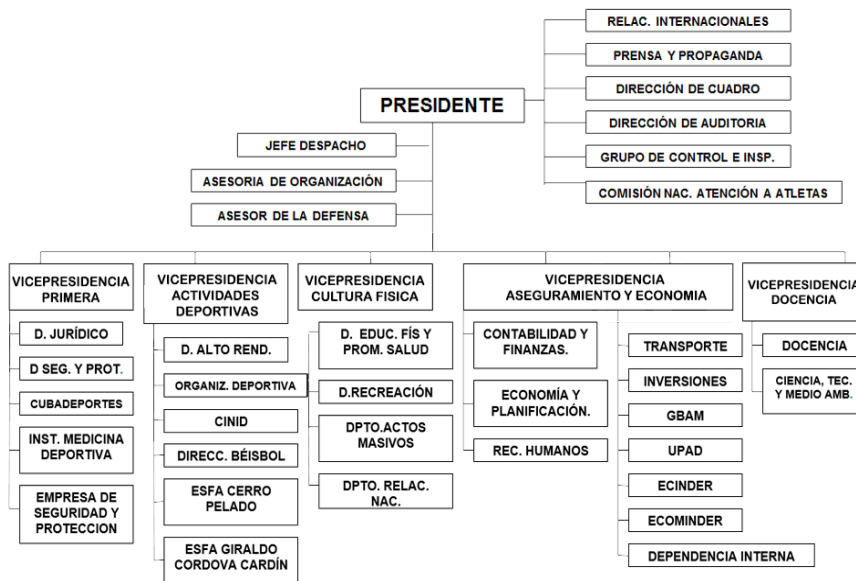 RELAC. INTERNACIONALES
PRENSA Y PROPAGANDA
DIRECCIÓN DE CUADRO
PRESIDENTE
DIRECCIÓN DE AUDITORIA
JEFE DESPACHO
GRUPO DE CONTROL E INSP.
ASESORIA DE ORGANIZACIÓN
COMISIÓN NAC. ATENCIÓN A ATLETAS
ASESOR DE LA DEFENSA
VICEPRESIDENCIA
PRIMERA
D. JURÍDICO
D SEG. Y PROT.
CUBADEPORTES
INST. MEDICINA
DEPORTIVA
EMPRESA DE
SEGURIDAD Y
PROTECCION
VICEPRESIDENCIA
ACTIVIDADES
DEPORTIVAS
D. ALTO REND.
ORGANIZ. DEPORTIVA
CINID
DIRECC. BÉISBOL
ESFA CERRO
PELADO
ESFA GIRALDO
CORDOVA CARDÍN
VICEPRESIDENCIA
CULTURA FISICA
D. EDUC. FÍS Y
PROM. SALUD
D.RECREACIÓN
DPTO.ACTOS
MASIVOS
DPTO. RELAC.
NAC.
VICEPRESIDENCIA
ASEGURAMIENTO Y ECONOMIA
CONTABILIDAD Y
FINANZAS.
ECONOMÍA Y
PLANIFICACIÓN.
REC. HUMANOS
TRANSPORTE
INVERSIONES
GBAM
UPAD
ECINDER
ECOMINDER
DEPENDENCIA INTERNA
VICEPRESIDENCIA
DOCENCIA
DOCENCIA
CIENCIA, TEC.
Y MEDIO AMB.